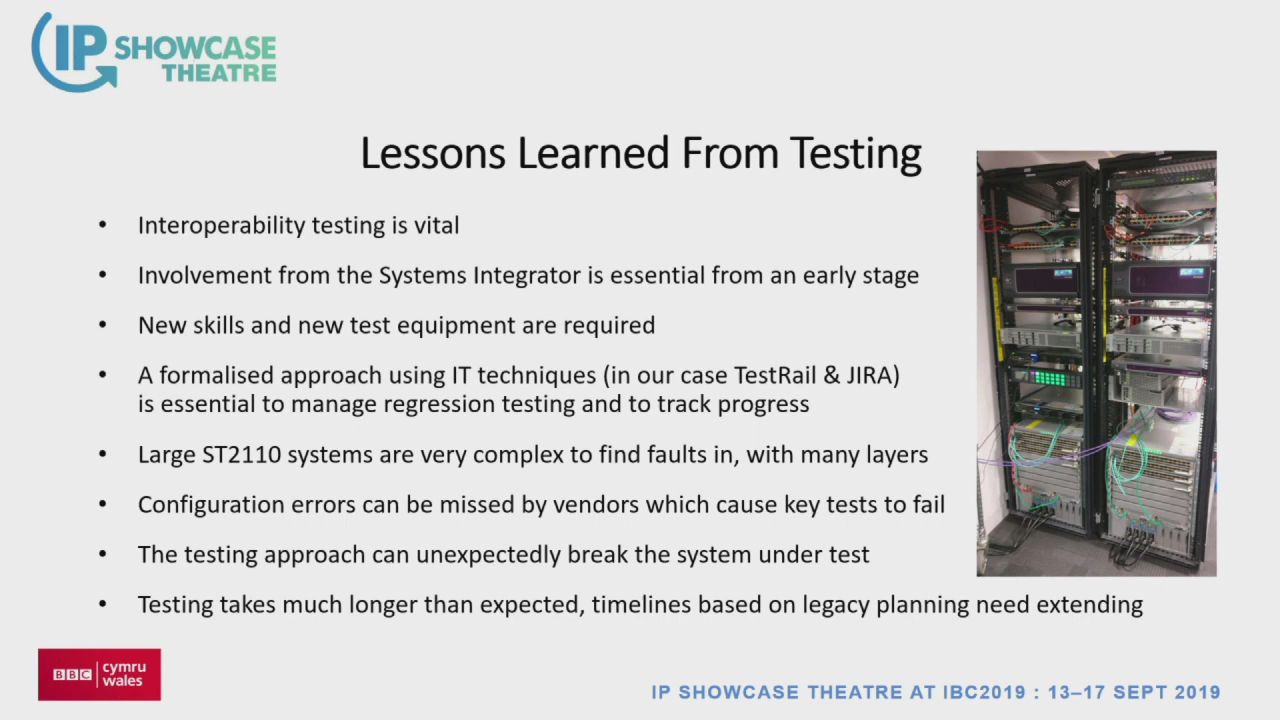 IP SHOWCASE
THEATRE
Lessons Learned From Testing
• Interoperability testing is vital
• Involvement from the Systems Integrator is essential from an early stage
• New skills and new test equipment are required
• A formalised approach using IT techniques (in our case TestRail & JIRA)
is essential to manage regression testing and to track progress
• Large ST2110 systems are very complex to find faults in, with many layers
• Configuration errors can be missed by vendors which cause key tests to fail
• The testing approach can unexpectedly break the system under test
• Testing takes much longer than expected, timelines based on legacy planning need extending
BBC cymru
wales
IP SHOWCASE THEATRE AT IBC2019 : 13–17 SEPT 2019